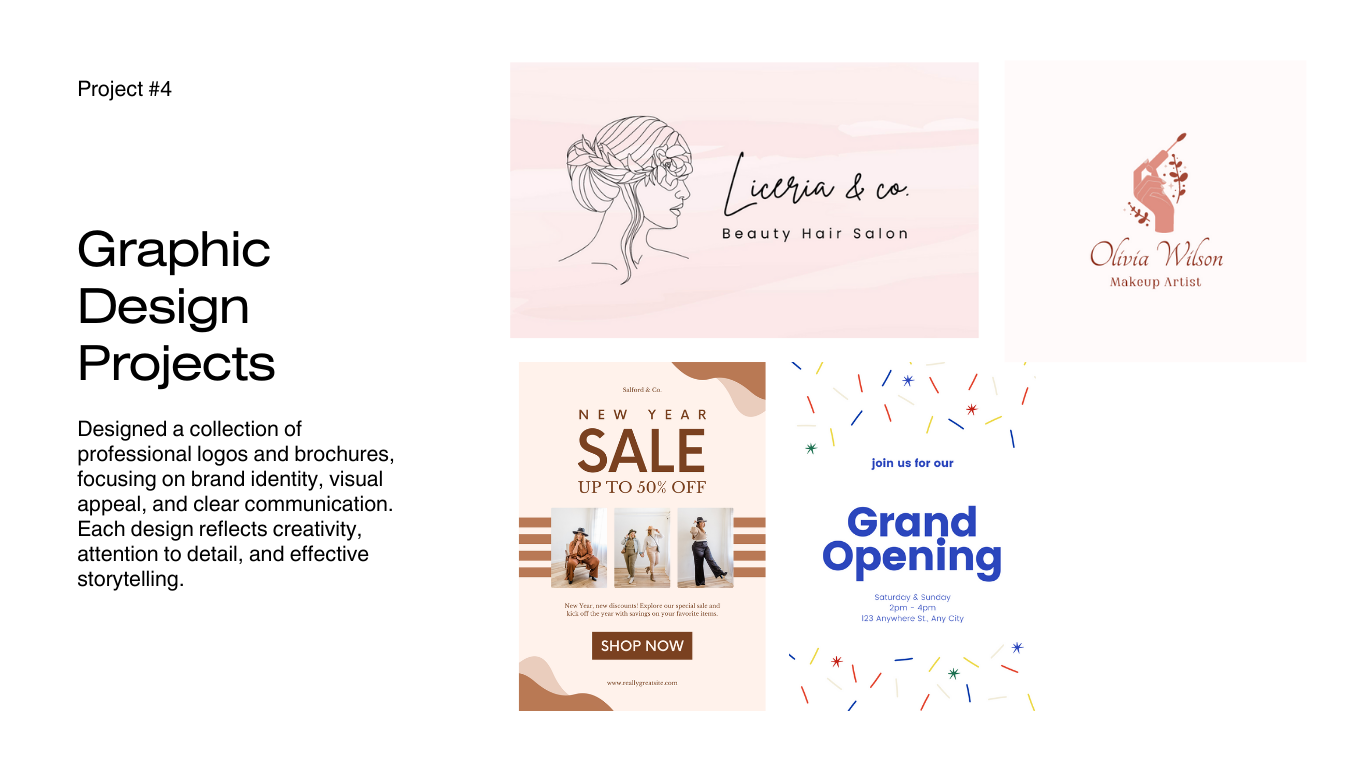 Project #4
Graphic
Design
Projects
Designed a collection of
professional logos and brochures,
focusing on brand identity, visual
appeal, and clear communication.
Each design reflects creativity,
attention to detail, and effective
storytelling.
Liceria & co.
Beauty Hair Salon
Olivia Wilson
Makeup Artist
Salford & Co.
NEW YEAR
SALE
UP TO 50% OFF
New Year, new discounts! Explore our special sale and
kick off the year with savings on your favorite items.
SHOP NOW
www.reallygreatsite.com
join us for our
Grand
Opening
Saturday & Sunday
2pm - 4pm
123 Anywhere St., Any City